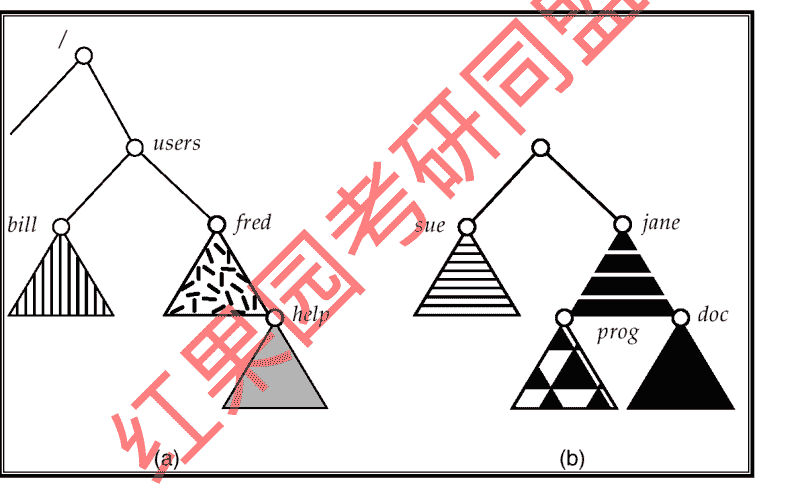 /
users
bill
fred
help
sue
jane
prog
doc
(a)
(b)
红果园考研同盟